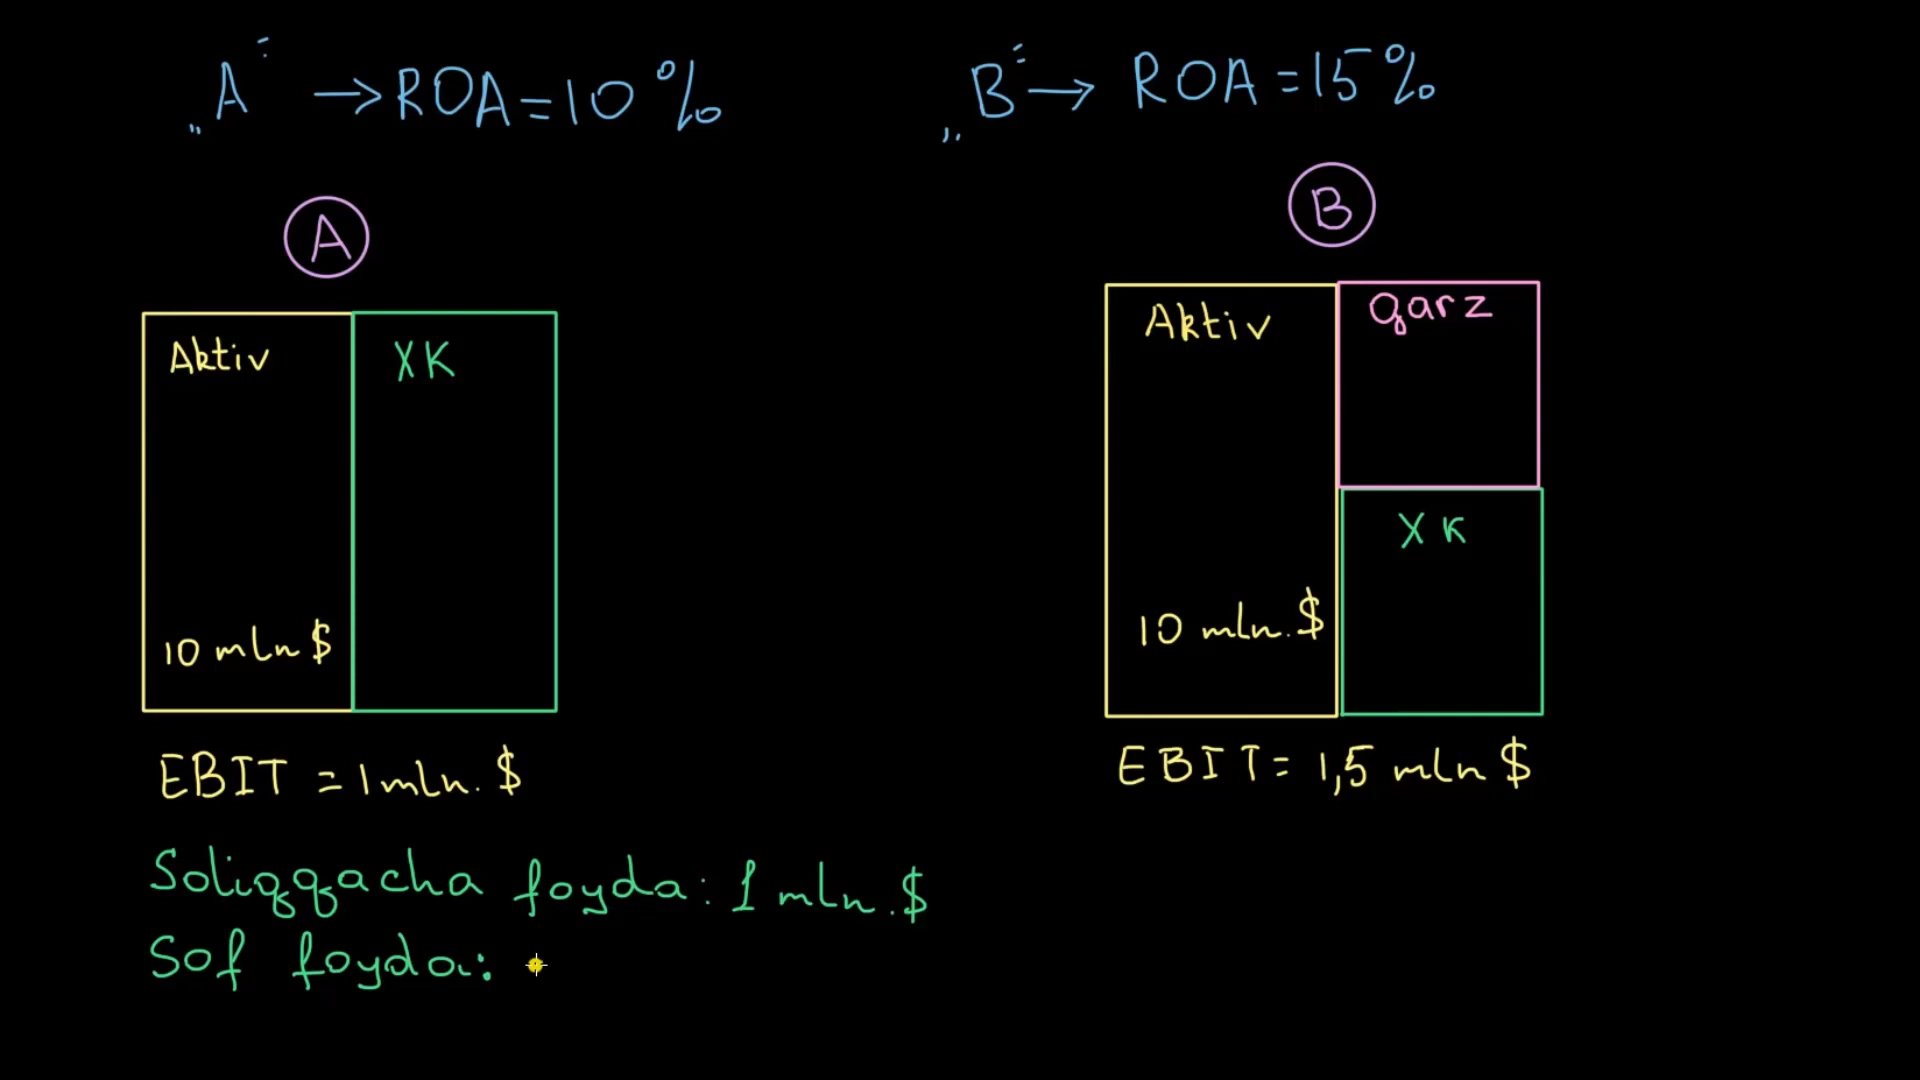 „A" → ROA = 10%
„B" → ROA = 15%
A
B
Aktiv
XK
10 mln $
Aktiv
qarz
XK
10 mln. $
EBIT = 1 mln. $
EBIT = 1,5 mln $
Soliqqacha foyda: 1 mln. $
Sof foyda: